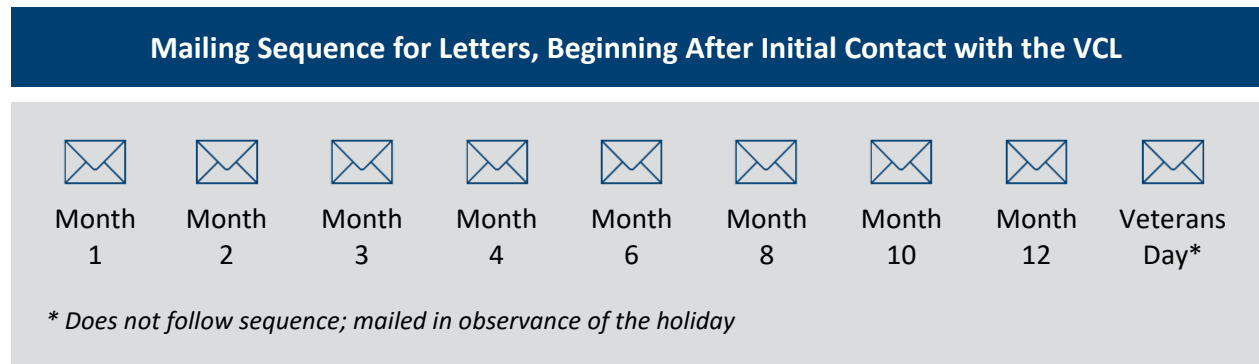 Mailing Sequence for Letters, Beginning After Initial Contact with the VCL
Month Month Month Month Month Month Month Month Veterans
1 2 3 4 6 8 10 12 Day*
* Does not follow sequence; mailed in observance of the holiday